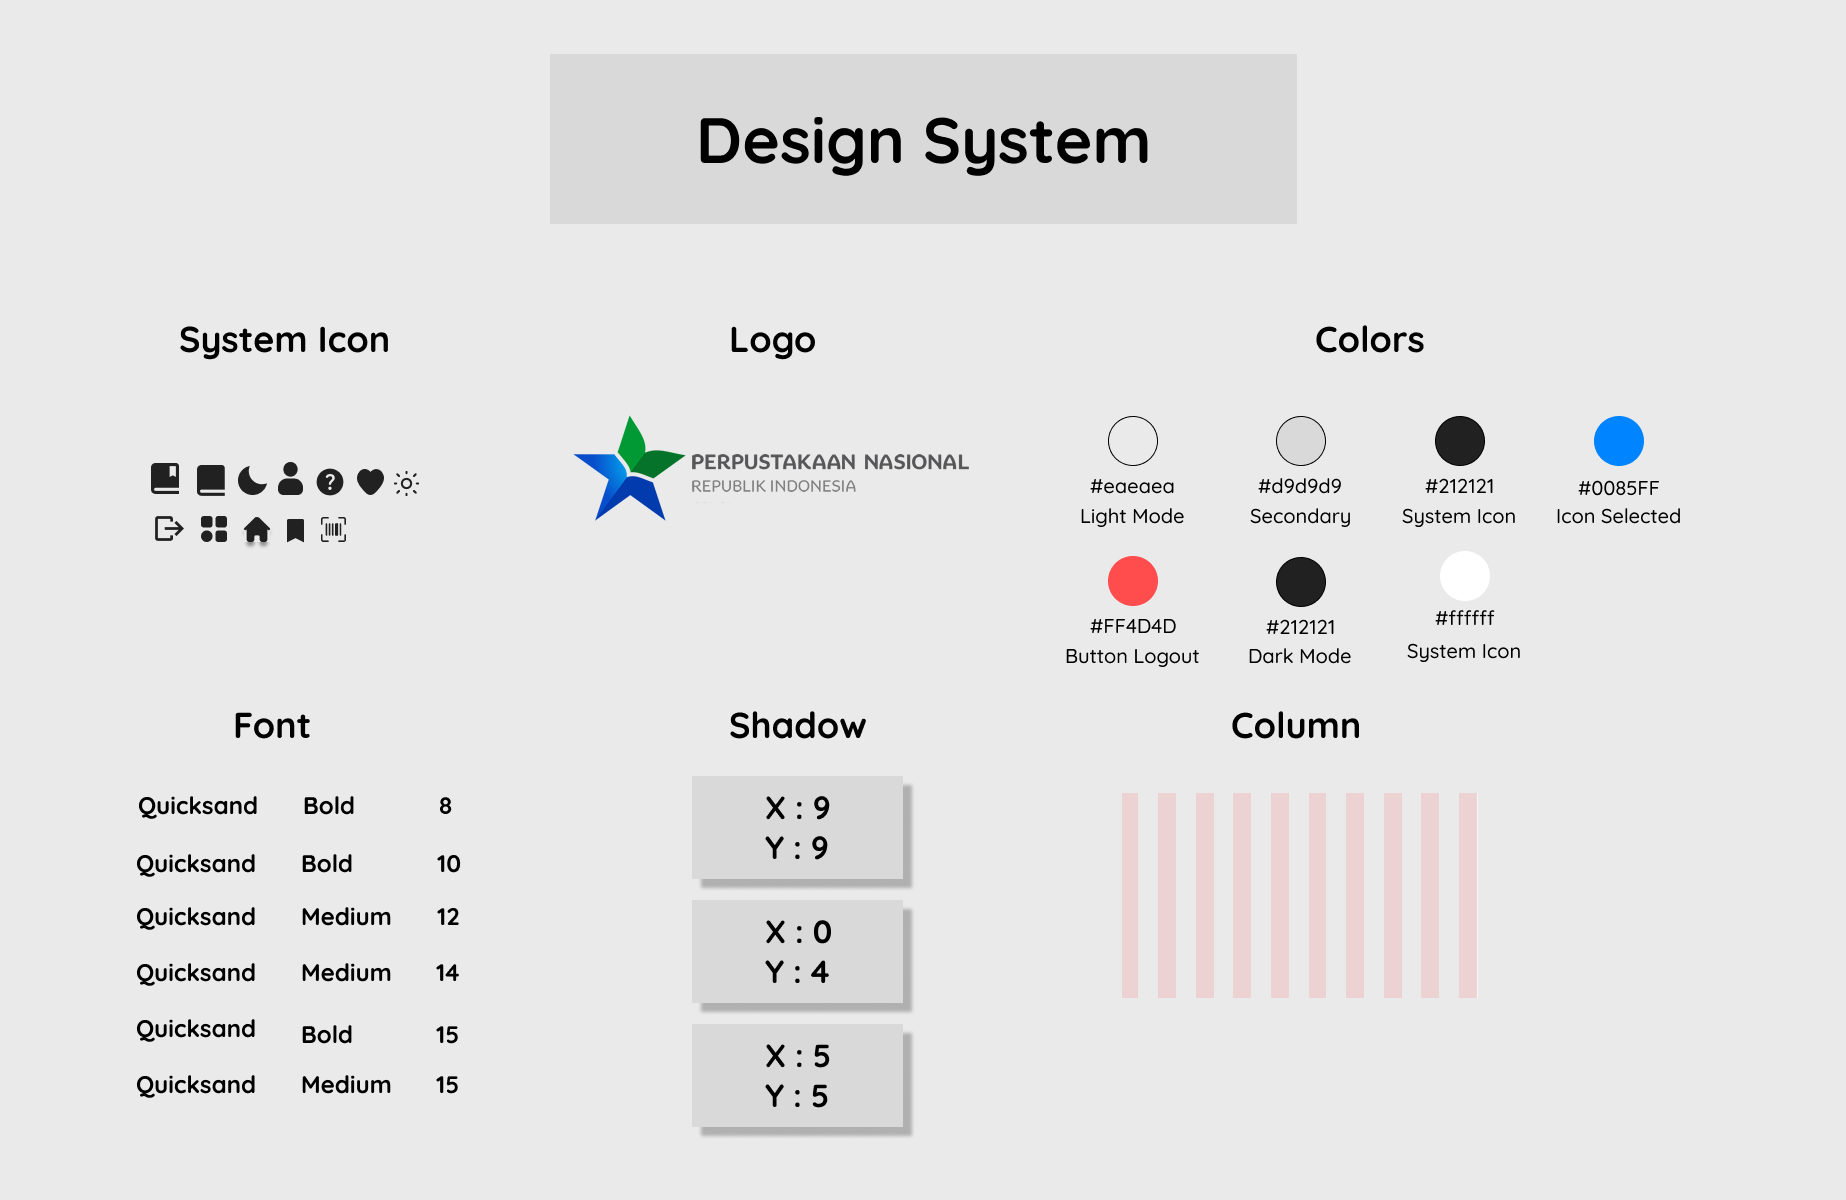 Design System
System Icon
Logo
PERPUSTAKAAN NASIONAL
REPUBLIK INDONESIA
Colors
#eaeaea
Light Mode
#d9d9d9
Secondary
#212121
System Icon
#0085FF
Icon Selected
#FF4D4D
Button Logout
#212121
Dark Mode
#ffffff
System Icon
Font
Quicksand Bold 8
Quicksand Bold 10
Quicksand Medium 12
Quicksand Medium 14
Quicksand Bold 15
Quicksand Medium 15
Shadow
X : 9
Y : 9
X : 0
Y : 4
X : 5
Y : 5
Column